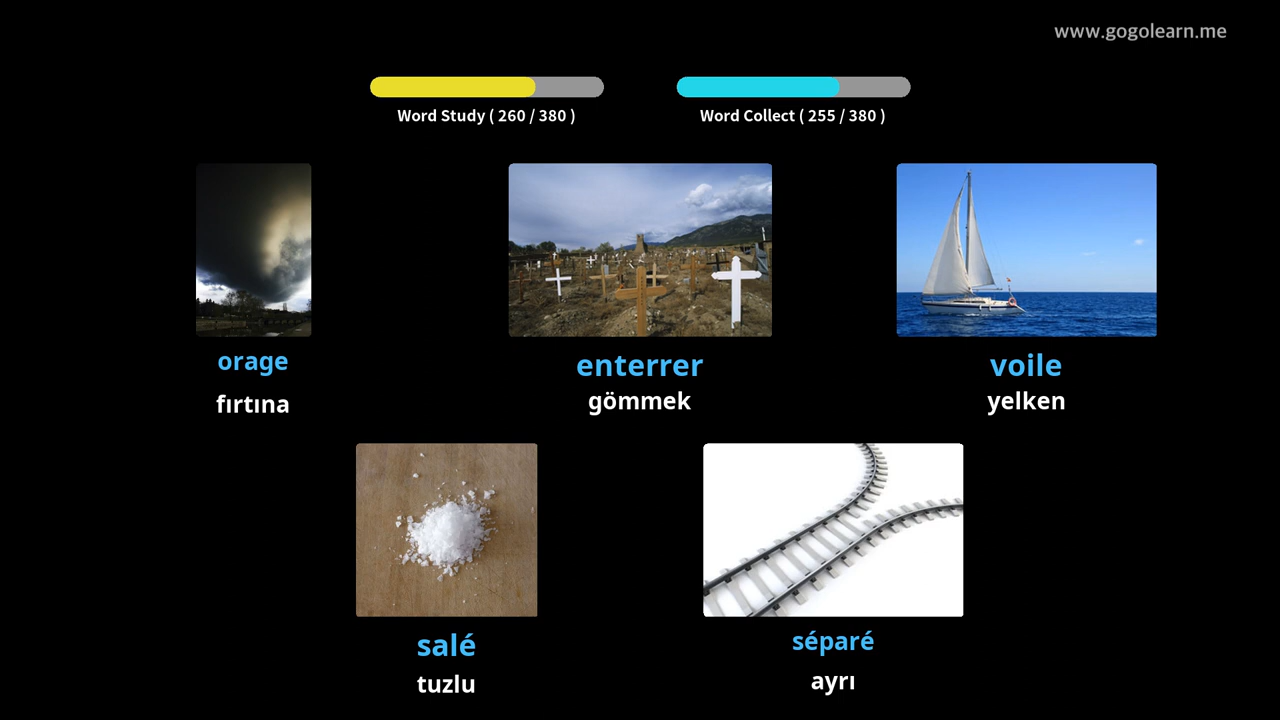 www.gogolearn.me
Word Study ( 260 / 380 )
Word Collect ( 255 / 380 )
orage
fırtına
enterrer
gömmek
voile
yelken
salé
tuzlu
séparé
ayrı